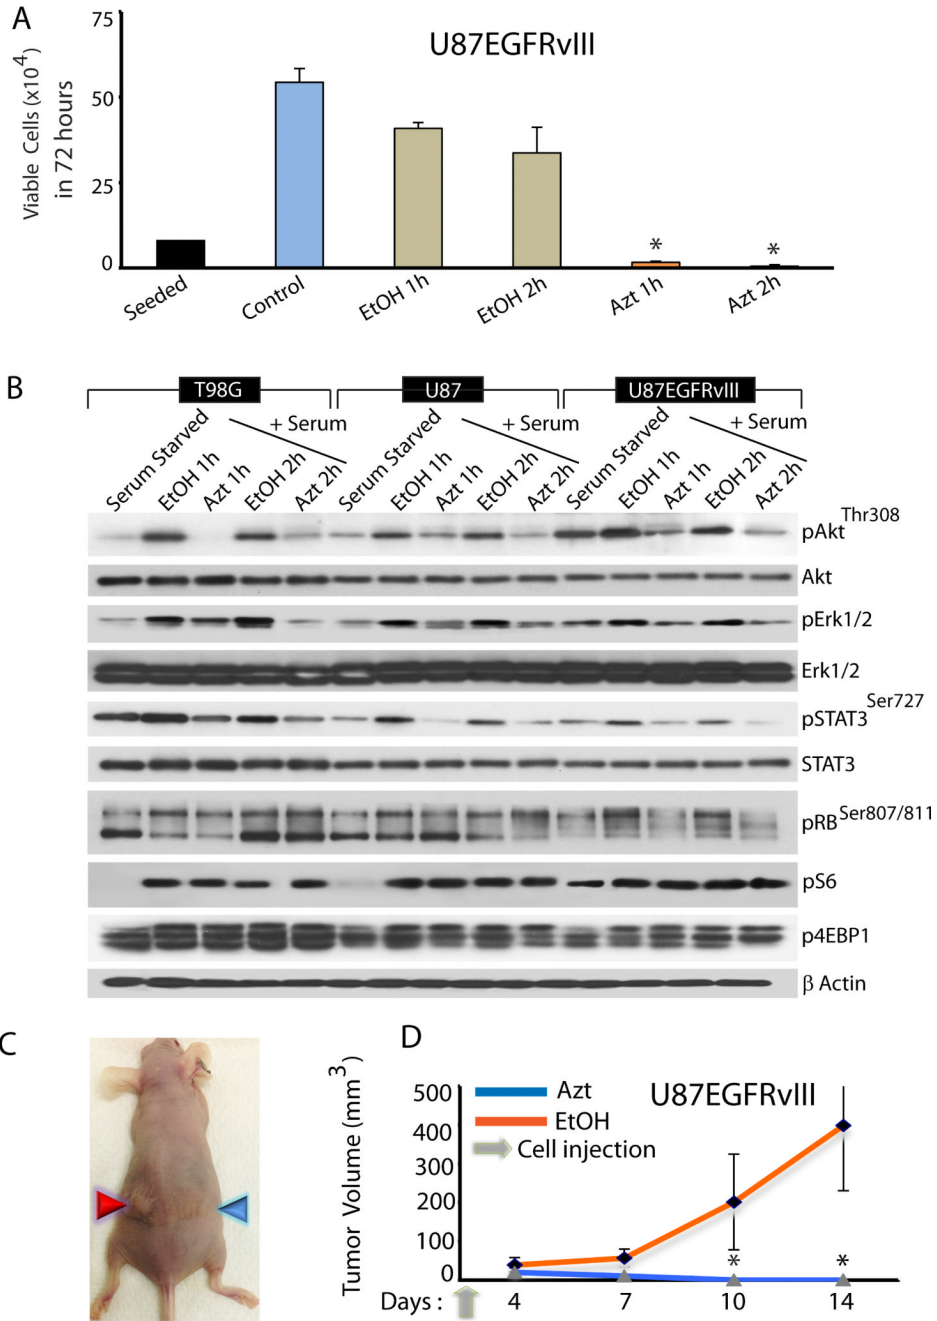 A
U87EGFRvIII
Viable Cells (x10⁴)
in 72 hours
75
50
25
0
Seeded
Control
EtOH 1h
EtOH 2h
*
Azt 1h
*
Azt 2h
B
T98G
U87
U87EGFRvIII
+ Serum
+ Serum
+ Serum
Serum Starved
EtOH 1h
Azt 1h
EtOH 2h
Azt 2h
Serum Starved
EtOH 1h
Azt 1h
EtOH 2h
Azt 2h
Serum Starved
EtOH 1h
Azt 1h
EtOH 2h
Azt 2h
pAkt Thr308
Akt
pErk1/2
Erk1/2
pSTAT3 Ser727
STAT3
pRB Ser807/811
pS6
p4EBP1
β Actin
C
D
Tumor Volume (mm³)
500
400
300
200
100
0
Azt
EtOH
Cell injection
U87EGFRvIII
* *
Days : 4 7 10 14